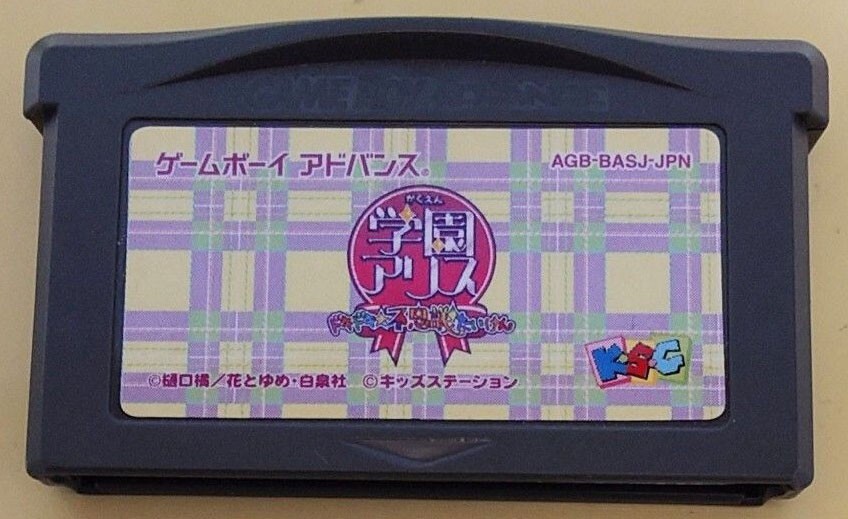 GAME BOY ADVANCE
ゲームボーイ アドバンス®
AGB-BASJ-JPN
がくえん
学園
アリス
ドキドキ☆不思議たいけん
K・S・G
©樋口橘／花とゆめ・白泉社 ©キッズステーション